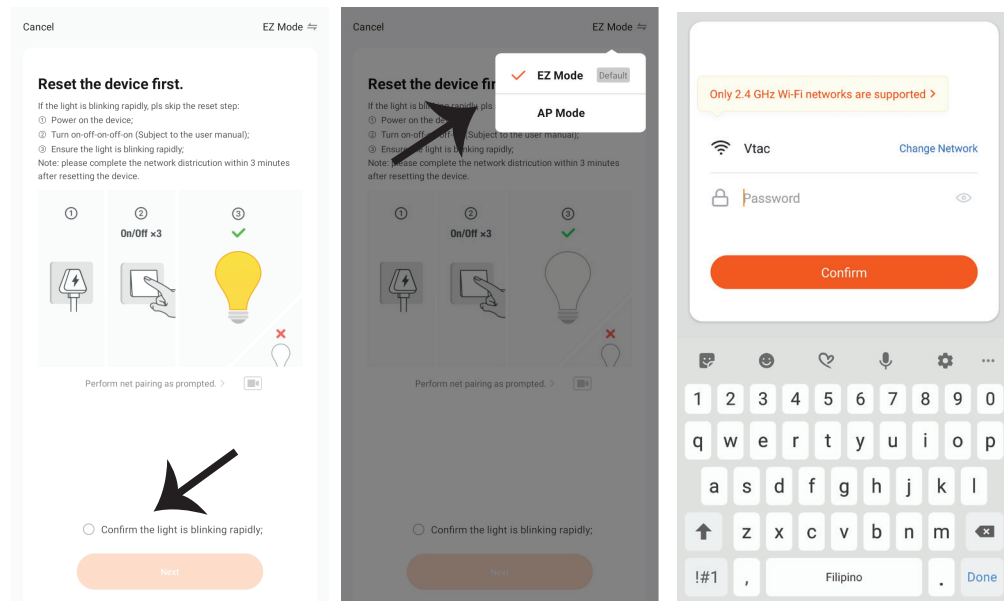 Cancel EZ Mode
Reset the device first.
If the light is blinking rapidly, pls skip the reset step:
① Power on the device;
② Turn on-off-on-off-on (Subject to the user manual);
③ Ensure the light is blinking rapidly;
Note: please complete the network districution within 3 minutes
after resetting the device.
① ② ③
On/Off ×3
Perform net pairing as prompted. >
Confirm the light is blinking rapidly;
Next
Cancel EZ Mode
EZ Mode Default
AP Mode
Reset the device fir
If the light is blinking rapidly, pls
① Power on the de
② Turn on-off- off- (Subject to the user manual);
③ Ensure light is blinking rapidly;
Note: please complete the network districution within 3 minutes
after resetting the device.
① ② ③
On/Off ×3
Perform net pairing as prompted. >
Confirm the light is blinking rapidly;
Next
Only 2.4 GHz Wi-Fi networks are supported >
Vtac Change Network
Password
Confirm
1 2 3 4 5 6 7 8 9 0
q w e r t y u i o p
a s d f g h j k l
z x c v b n m
!#1 , Filipino . Done